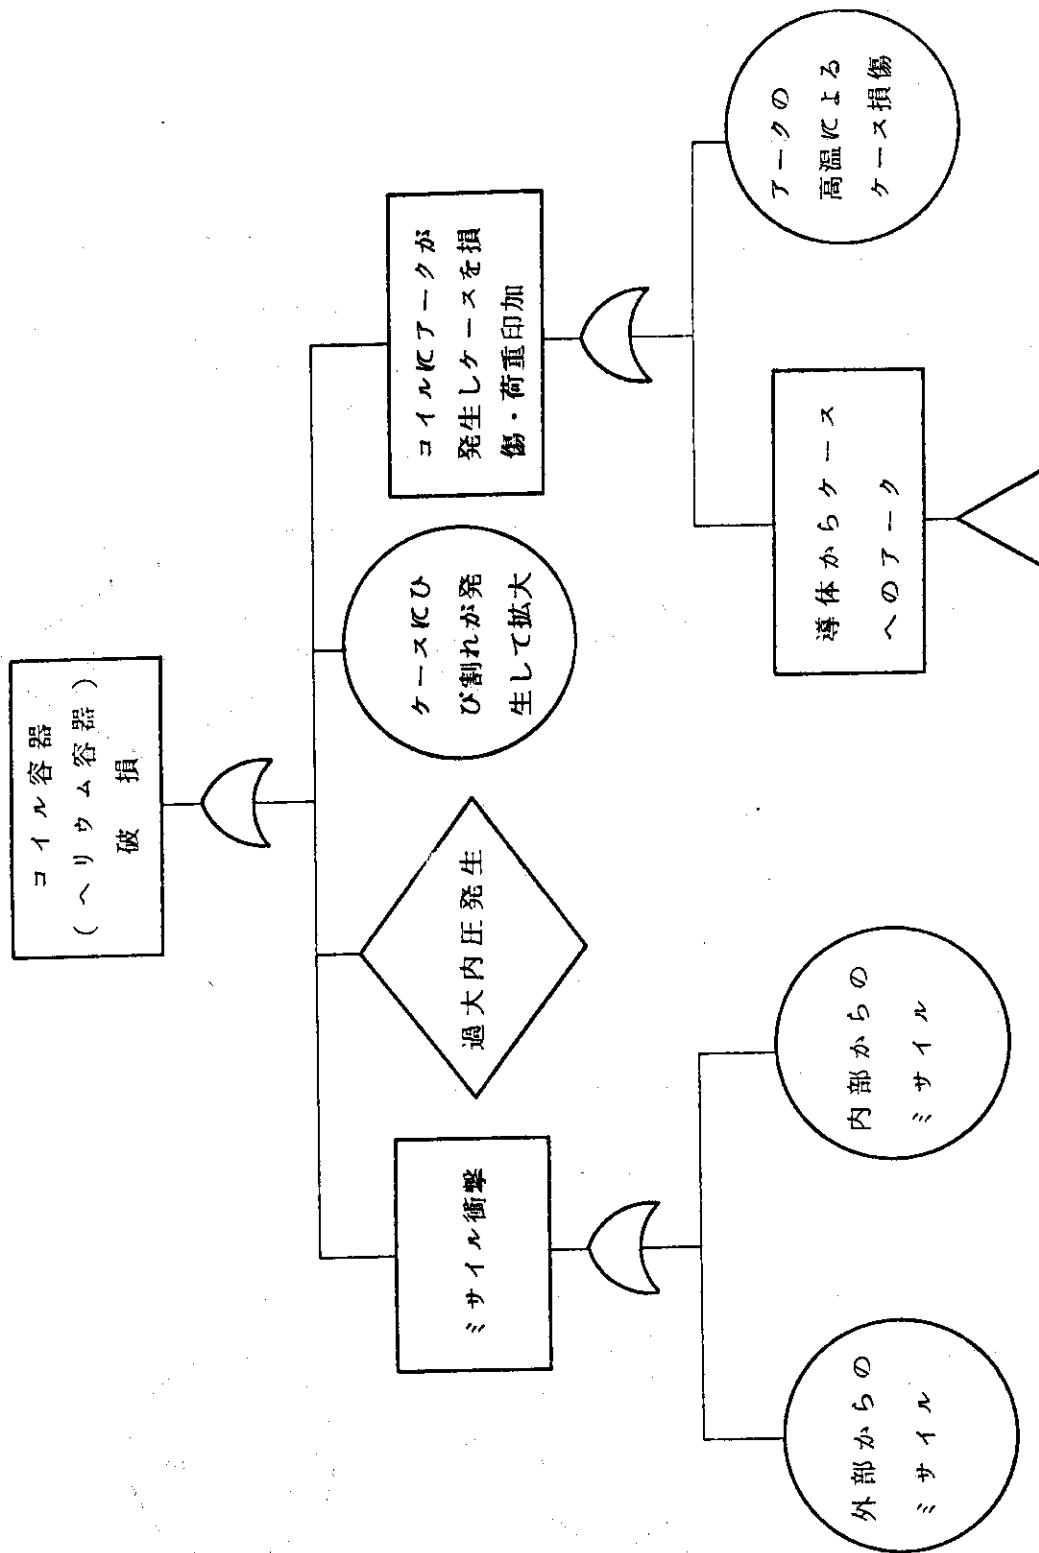 コイル容器
(ヘリウム容器)
破損
ミサイル衝撃
過大内圧発生
ケースにひ
び割れが発
生して拡大
コイルにアークが
発生しケースを損
傷・荷重印加
外部からの
ミサイル
内部からの
ミサイル
導体からケース
へのアーク
アークの
高温による
ケース損傷